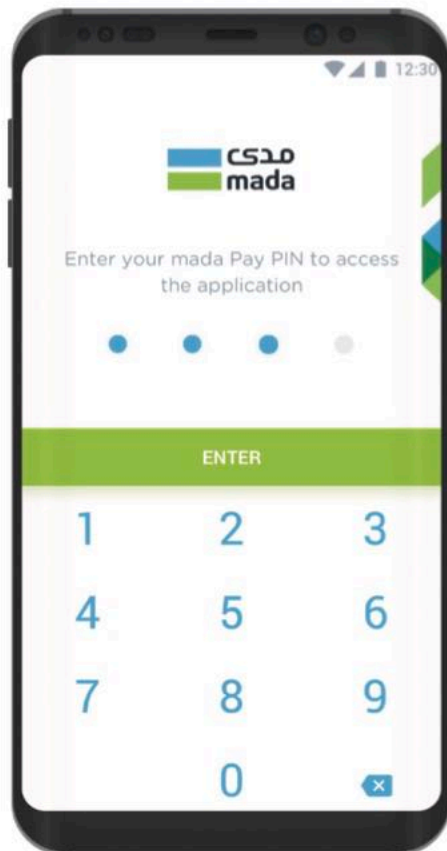 12:30
مدى
mada
Enter your mada Pay PIN to access
the application
ENTER
1 2 3
4 5 6
7 8 9
0